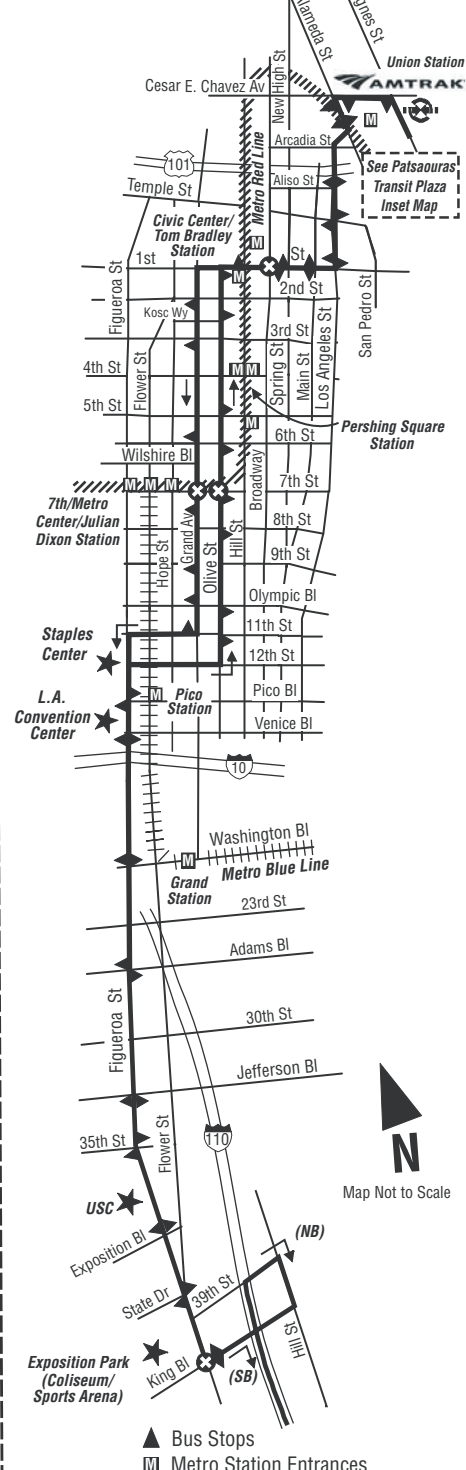 Alameda St
Union Station
AMTRAK
Cesar E. Chavez Av
New High St
M
Arcadia St
101
Metro Red Line
Aliso St
See Patsaouras
Transit Plaza
Inset Map
Temple St
Civic Center/
Tom Bradley
Station
M
1st
St
M
2nd St
Figueroa St
Kosc Wy
San Pedro St
3rd St
Flower St
Spring St
Main St
Los Angeles St
4th St
M
M
5th St
M
Pershing Square
Station
6th St
Wilshire Bl
Broadway
7th St
M
M
M
7th/Metro
Center/Julian
Dixon Station
Hope St
Grand Av
Olive St
Hill St
8th St
9th St
Olympic Bl
11th St
Staples
Center
12th St
M
Pico
Station
Pico Bl
L.A.
Convention
Center
Venice Bl
10
Washington Bl
M
Metro Blue Line
Grand
Station
23rd St
Adams Bl
Figueroa St
30th St
Jefferson Bl
Flower St
110
35th St
N
Map Not to Scale
USC
Exposition Bl
(NB)
State Dr
39th St
Hill St
Exposition Park
(Coliseum/
Sports Arena)
King Bl
(SB)
Bus Stops
M Metro Station Entrances